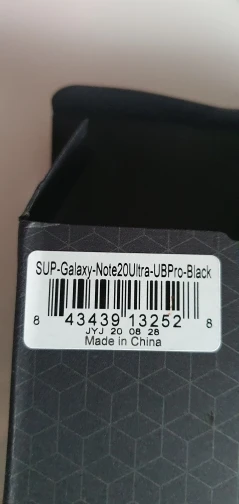 SUP-Galaxy-Note20Ultra-UBPro-Black
8 43439 13252 8
JYJ 20 08 28
Made in China